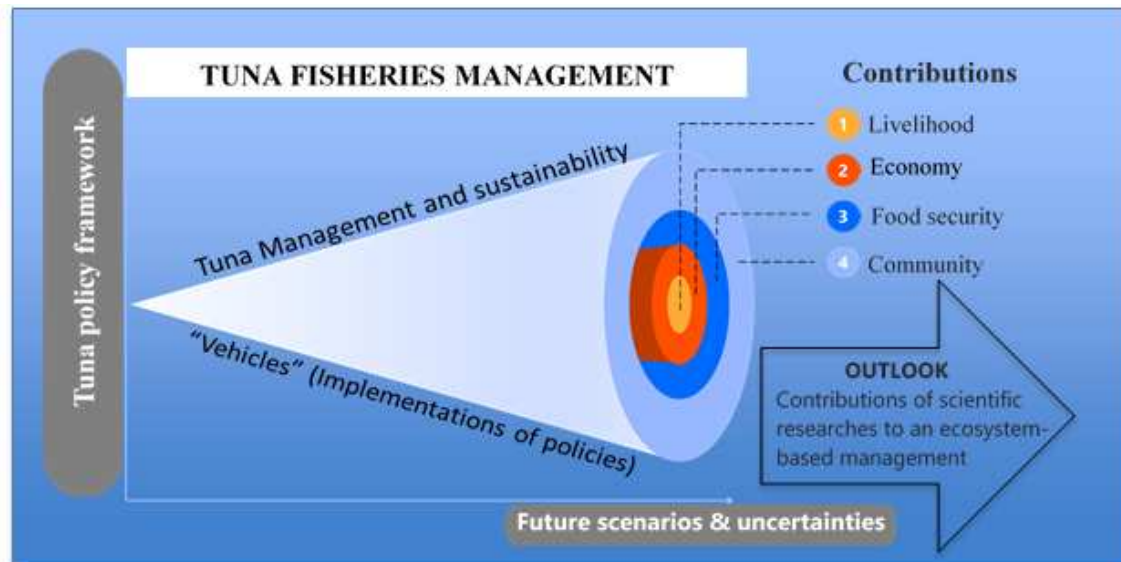 Tuna policy framework
TUNA FISHERIES MANAGEMENT
Tuna Management and sustainability
“Vehicles” (Implementations of policies)
Contributions
1 Livelihood
2 Economy
3 Food security
4 Community
OUTLOOK
Contributions of scientific
researches to an ecosystem-
based management
Future scenarios & uncertainties